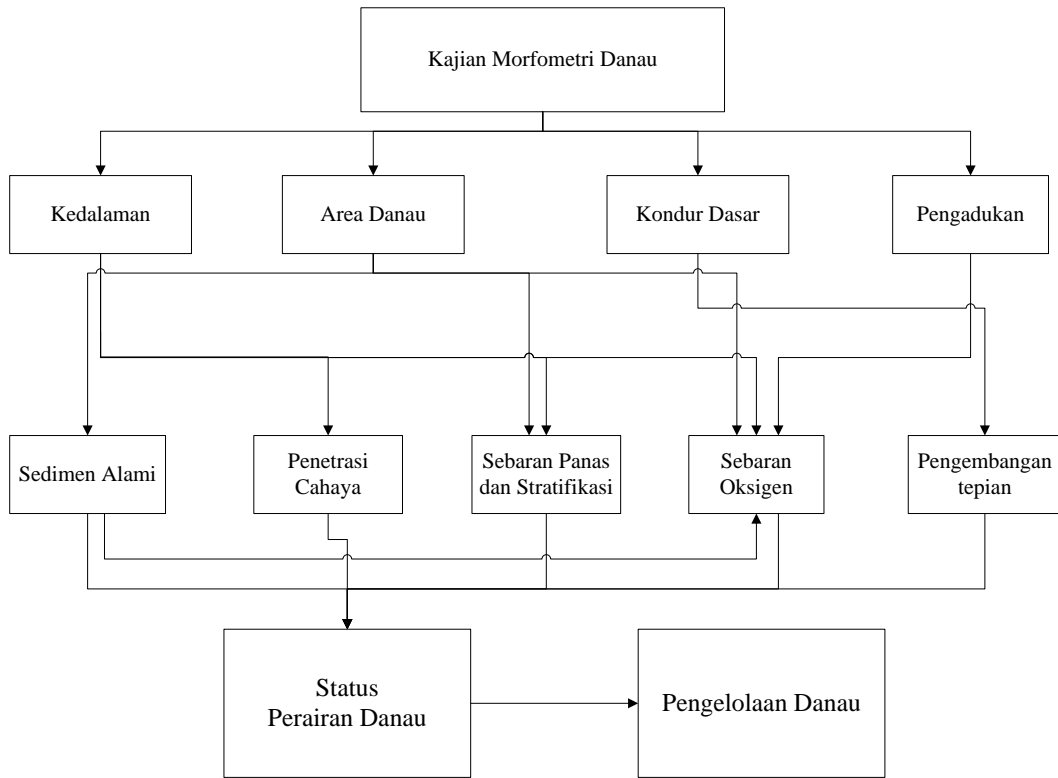 Kajian Morfometri Danau
Kedalaman
Area Danau
Kondur Dasar
Pengadukan
Sedimen Alami
Penetrasi
Cahaya
Sebaran Panas
dan Stratifikasi
Sebaran
Oksigen
Pengembangan
tepian
Status
Perairan Danau
Pengelolaan Danau